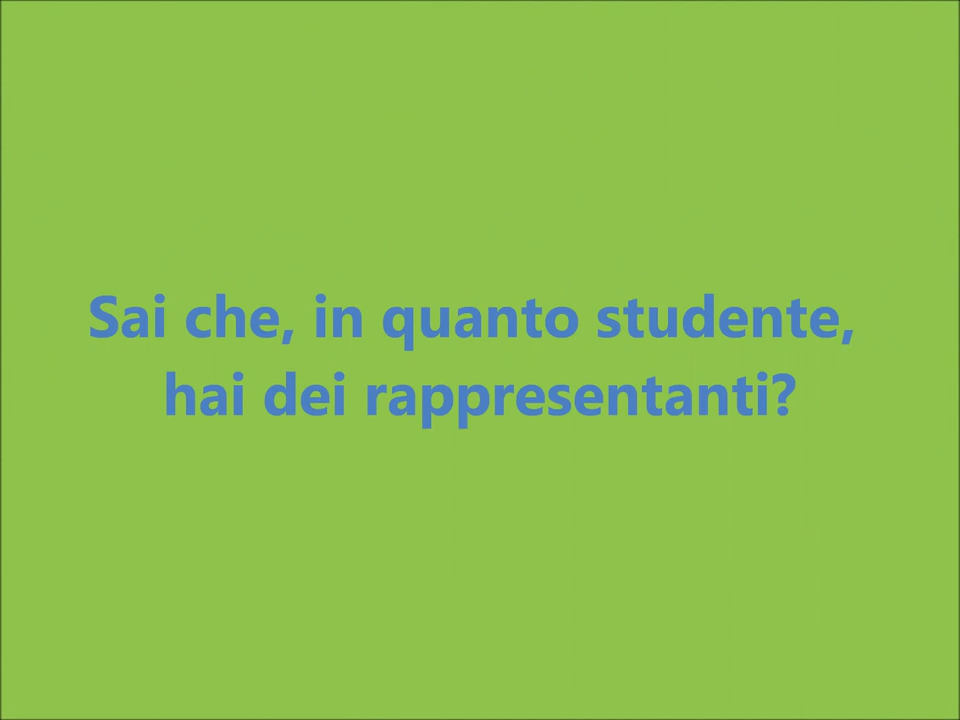 Sai che, in quanto studente,
hai dei rappresentanti?